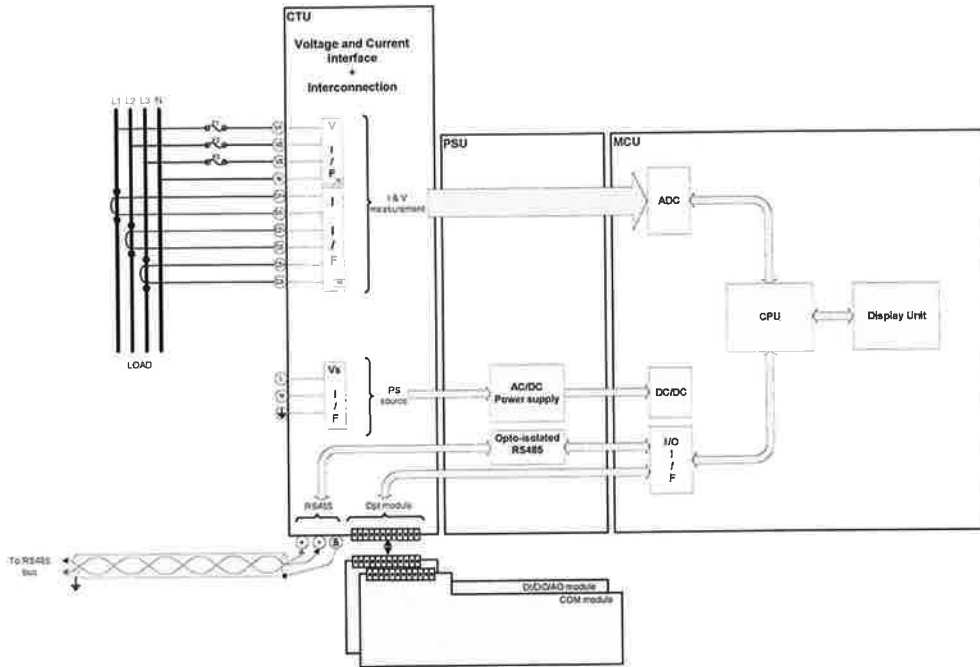 CTU
Voltage and Current
Interface
+
Interconnection
L1 L2 L3 N
V
I
/
F
I & V
measurement
I
I
/
F
LOAD
PSU
MCU
ADC
CPU
Display Unit
Vs
I
/
F
PS
source
AC/DC
Power supply
DC/DC
Opto-isolated
RS485
I/O
I
/
F
RS485
Opt module
To RS485
bus
DI/DO/AO module
COM module